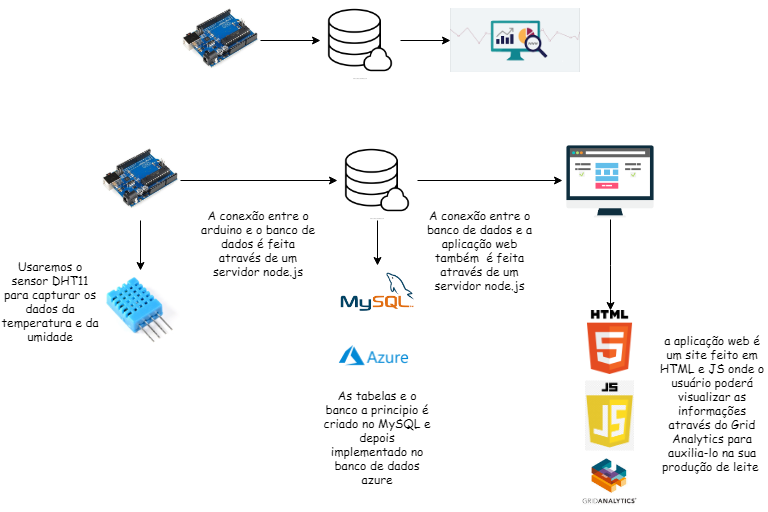 A conexão entre o
arduino e o banco de
dados é feita
através de um
servidor node.js
A conexão entre o
banco de dados e a
aplicação web
também é feita
através de um
servidor node.js
Usaremos o
sensor DHT11
para capturar os
dados da
temperatura e da
umidade
MySQL
Azure
As tabelas e o
banco a principio é
criado no MySQL e
depois
implementado no
banco de dados
azure
HTML
5
JS
JS
GRIDANALYTICS
a aplicação web é
um site feito em
HTML e JS onde o
usuário poderá
visualizar as
informações
através do Grid
Analytics para
auxilia-lo na sua
produção de leite